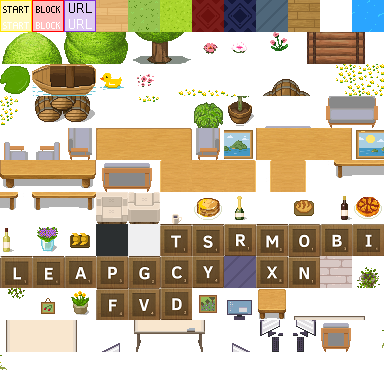 START BLOCK URL
START BLOCK URL
T S R M O B I
L E A P G C Y X N
F V D